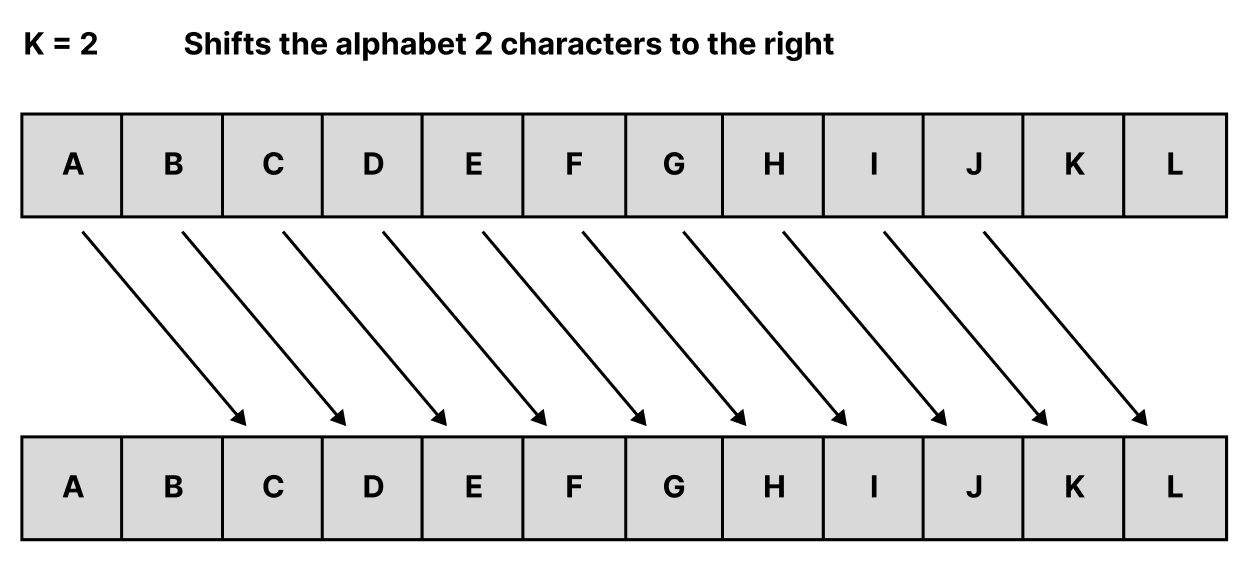 K = 2 Shifts the alphabet 2 characters to the right
A B C D E F G H I J K L
A B C D E F G H I J K L